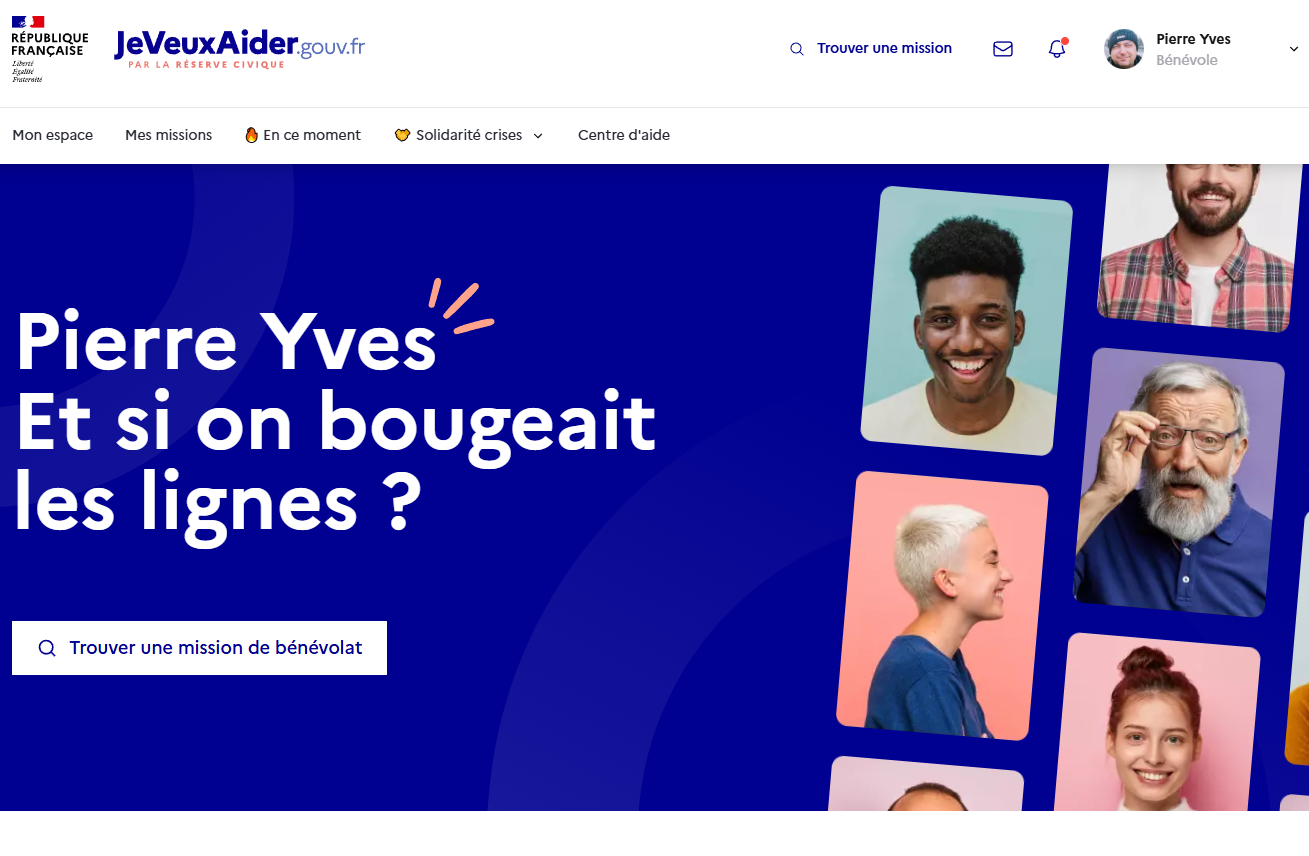 RÉPUBLIQUE
FRANÇAISE
Liberté
Égalité
Fraternité
JeVeuxAider.gouv.fr
PAR LA RÉSERVE CIVIQUE
Trouver une mission
Pierre Yves
Bénévole
Mon espace
Mes missions
En ce moment
Solidarité crises
Centre d'aide
Pierre Yves
Et si on bougeait
les lignes ?
Trouver une mission de bénévolat